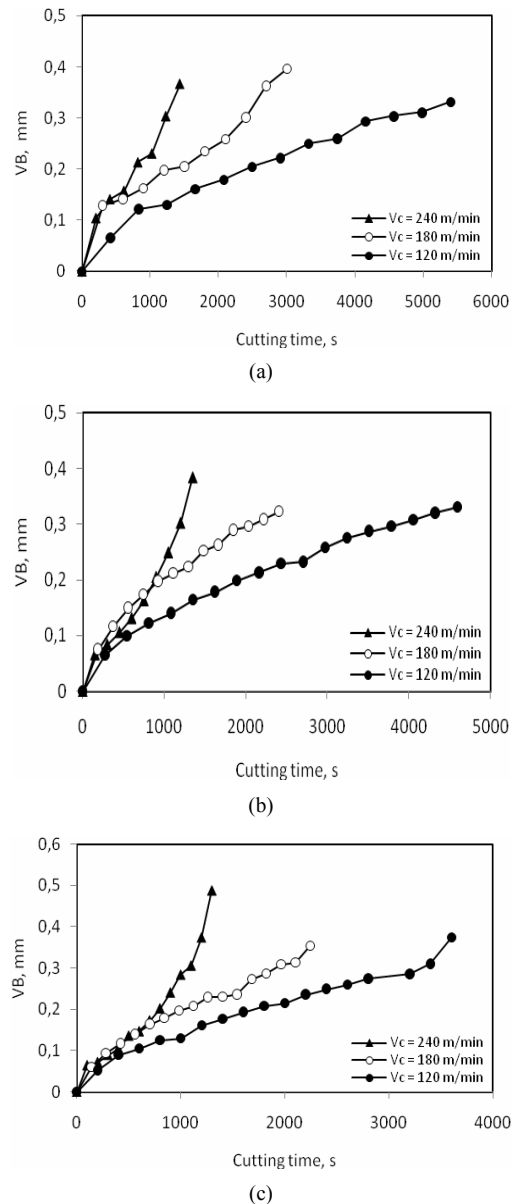 0,5
0,4
0,3
0,2
0,1
0
VB, mm
Vc = 240 m/min
Vc = 180 m/min
Vc = 120 m/min
0 1000 2000 3000 4000 5000 6000
Cutting time, s
(a)
0,5
0,4
0,3
0,2
0,1
0
VB, mm
Vc = 240 m/min
Vc = 180 m/min
Vc = 120 m/min
0 1000 2000 3000 4000 5000
Cutting time, s
(b)
0,6
0,5
0,4
0,3
0,2
0,1
0
VB, mm
Vc = 240 m/min
Vc = 180 m/min
Vc = 120 m/min
0 1000 2000 3000 4000
Cutting time, s
(c)